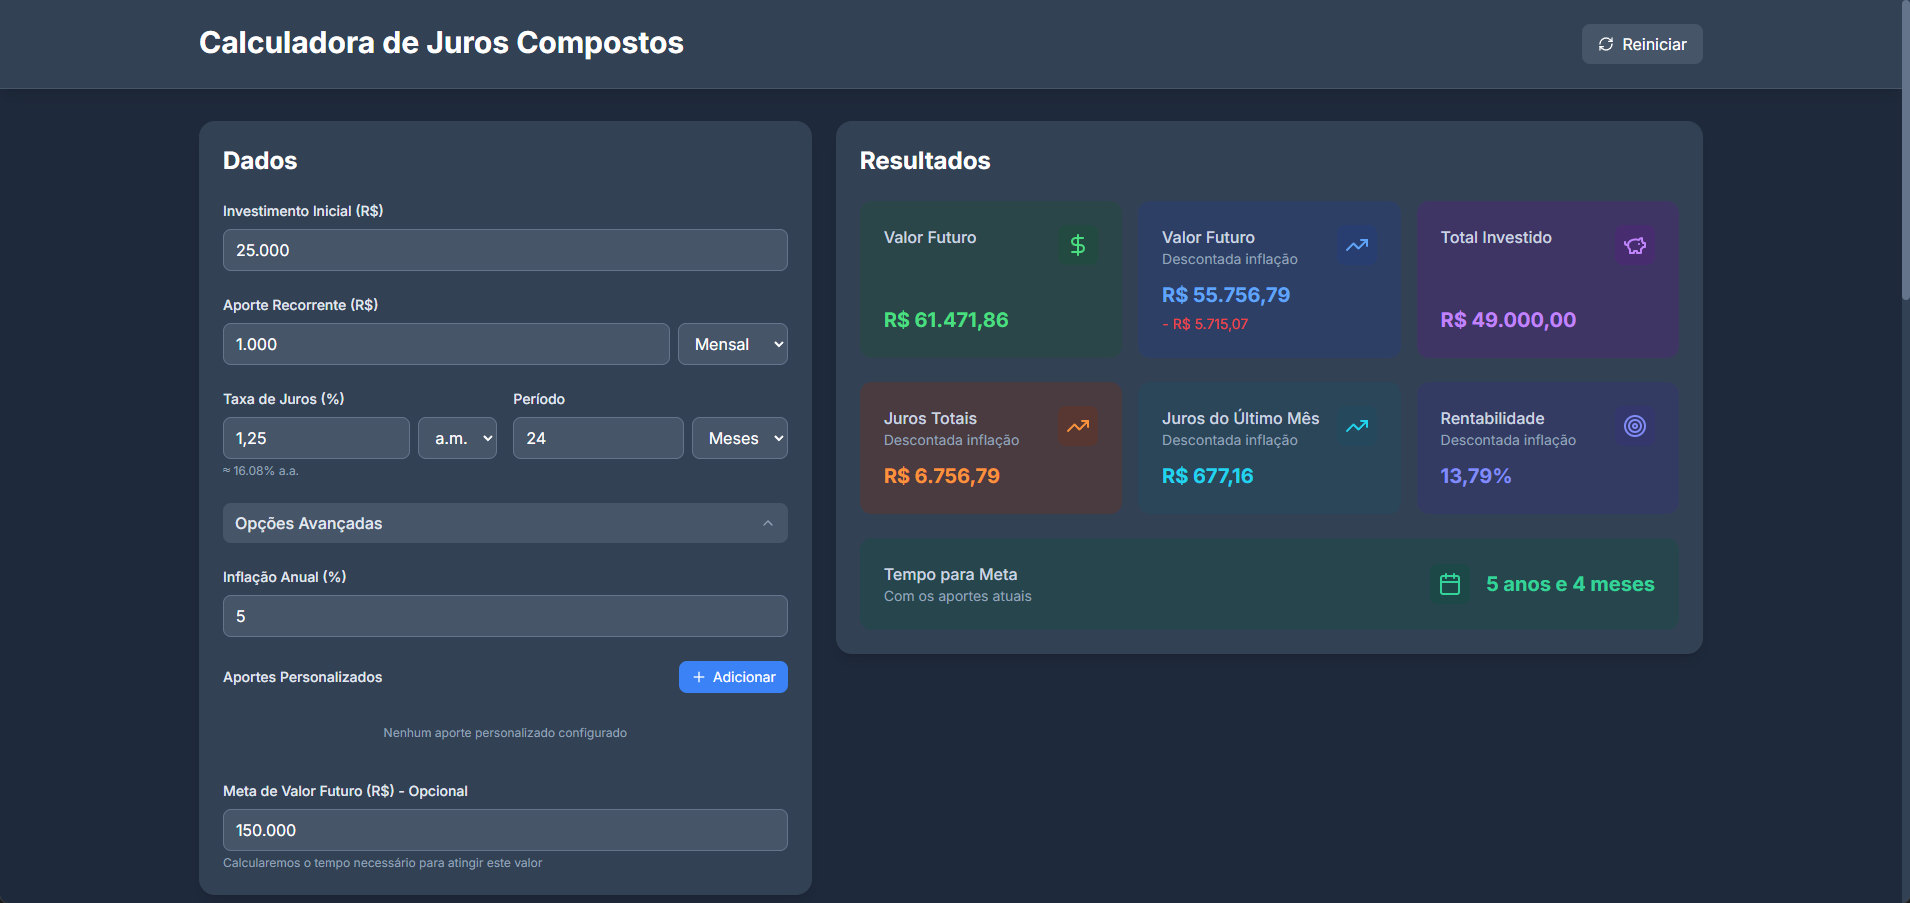 Calculadora de Juros Compostos
Reiniciar
Dados
Investimento Inicial (R$)
25.000
Aporte Recorrente (R$)
1.000
Mensal
Taxa de Juros (%)
Período
1,25
a.m.
24
Meses
≈ 16.08% a.a.
Opções Avançadas
Inflação Anual (%)
5
Aportes Personalizados
Adicionar
Nenhum aporte personalizado configurado
Meta de Valor Futuro (R$) - Opcional
150.000
Calcularemos o tempo necessário para atingir este valor
Resultados
Valor Futuro
R$ 61.471,86
Valor Futuro
Descontada inflação
R$ 55.756,79
- R$ 5.715,07
Total Investido
R$ 49.000,00
Juros Totais
Descontada inflação
R$ 6.756,79
Juros do Último Mês
Descontada inflação
R$ 677,16
Rentabilidade
Descontada inflação
13,79%
Tempo para Meta
Com os aportes atuais
5 anos e 4 meses